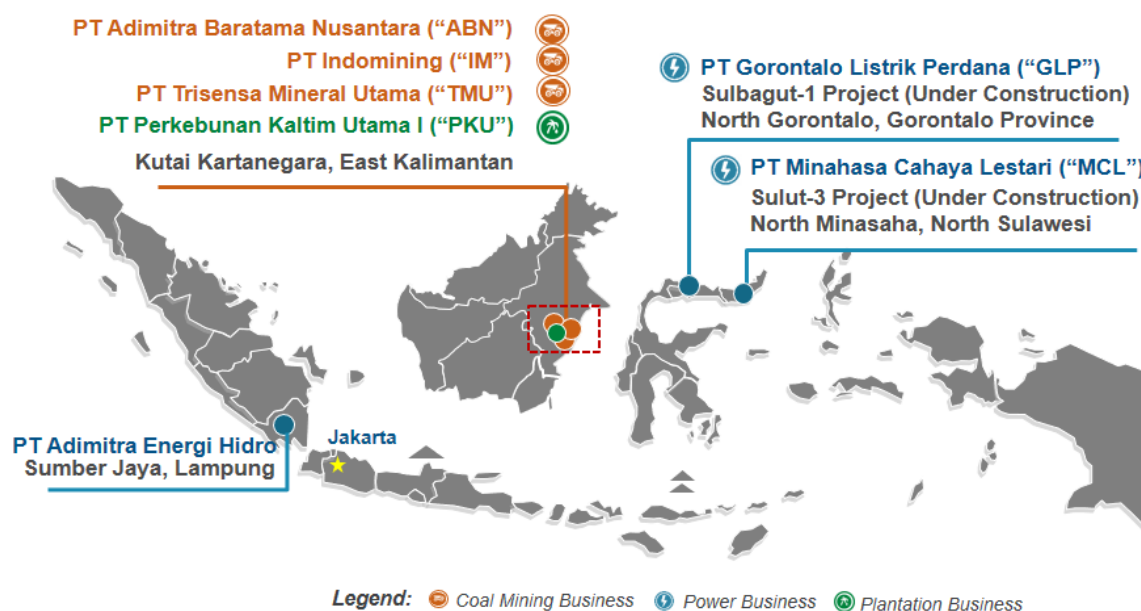 PT Adimitra Baratama Nusantara (“ABN”)
PT Indomining (“IM”)
PT Trisensa Mineral Utama (“TMU”)
PT Perkebunan Kaltim Utama I (“PKU”)
Kutai Kartanegara, East Kalimantan
PT Gorontalo Listrik Perdana (“GLP”)
Sulbagut-1 Project (Under Construction)
North Gorontalo, Gorontalo Province
PT Minahasa Cahaya Lestari (“MCL”)
Sulut-3 Project (Under Construction)
North Minasaha, North Sulawesi
PT Adimitra Energi Hidro
Sumber Jaya, Lampung
Jakarta
Legend: Coal Mining Business Power Business Plantation Business